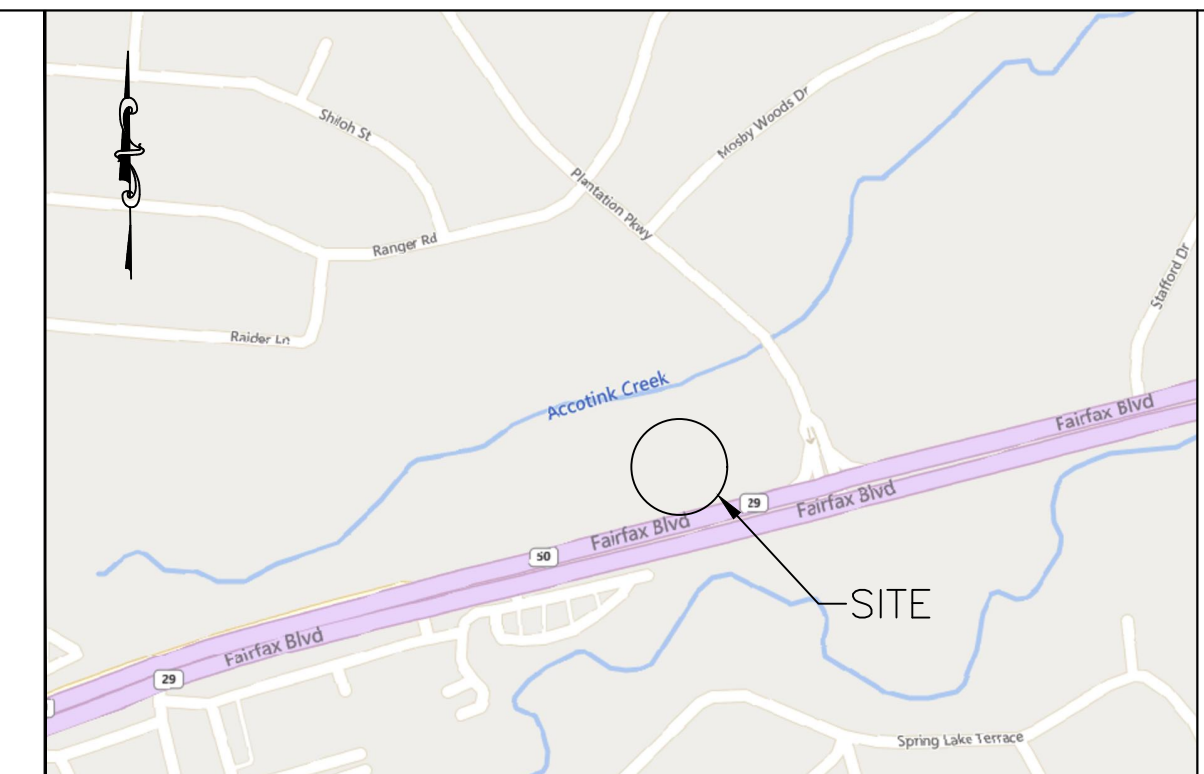 Shiloh St
Mosby Woods Dr
Plantation Pkwy
Ranger Rd
Stafford Dr
Raider Ln
Accotink Creek
Fairfax Blvd
29
Fairfax Blvd
Fairfax Blvd
50
SITE
Fairfax Blvd
29
Spring Lake Terrace